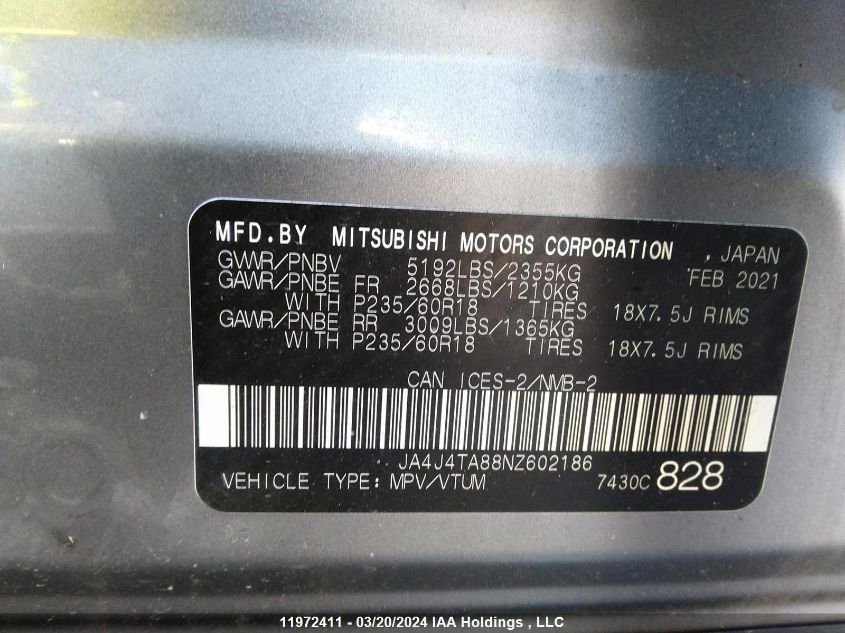 MFD.BY MITSUBISHI MOTORS CORPORATION , JAPAN
GVWR/PNBV 5192LBS/2355KG FEB 2021
GAWR/PNBE FR 2668LBS/1210KG
WITH P235/60R18 TIRES 18X7.5J RIMS
GAWR/PNBE RR 3009LBS/1365KG
WITH P235/60R18 TIRES 18X7.5J RIMS
CAN ICES-2/NMB-2
JA4J4TA88NZ602186
VEHICLE TYPE: MPV/VTUM 7430C 828
11972411 - 03/20/2024 IAA Holdings , LLC